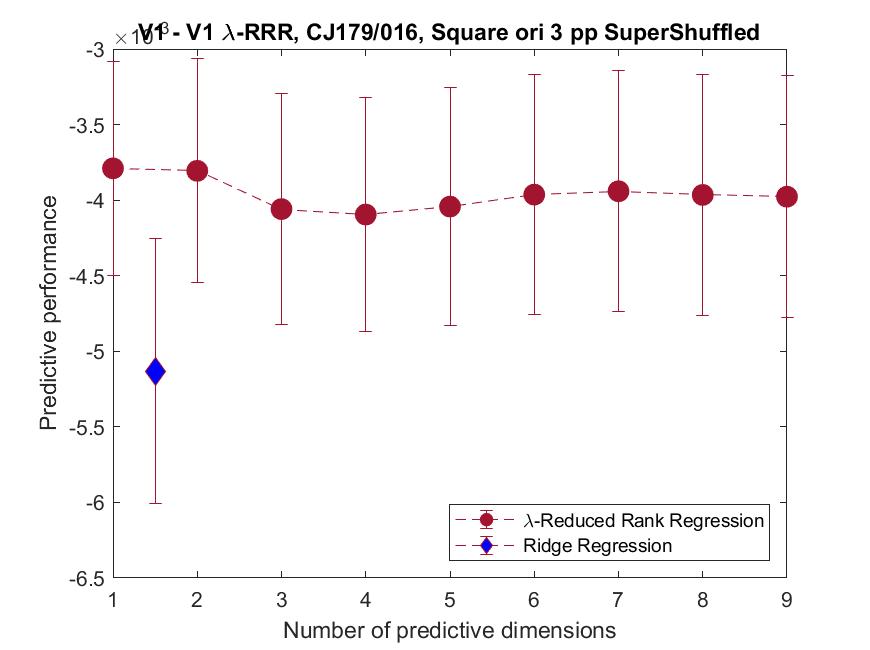 ×10⁻³
V1 - V1 λ-RRR, CJ179/016, Square ori 3 pp SuperShuffled
-3
-3.5
-4
-4.5
-5
-5.5
-6
-6.5
Predictive performance
λ-Reduced Rank Regression
Ridge Regression
1 2 3 4 5 6 7 8 9
Number of predictive dimensions